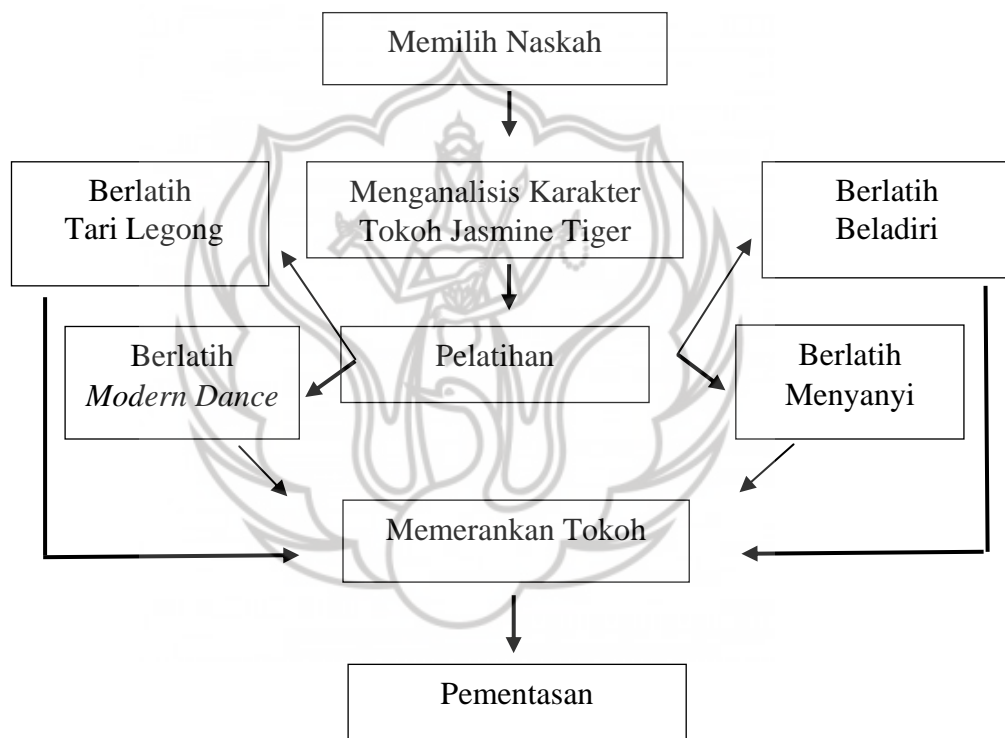 Memilih Naskah
Berlatih
Tari Legong
Menganalisis Karakter
Tokoh Jasmine Tiger
Berlatih
Beladiri
Berlatih
Modern Dance
Pelatihan
Berlatih
Menyanyi
Memerankan Tokoh
Pementasan